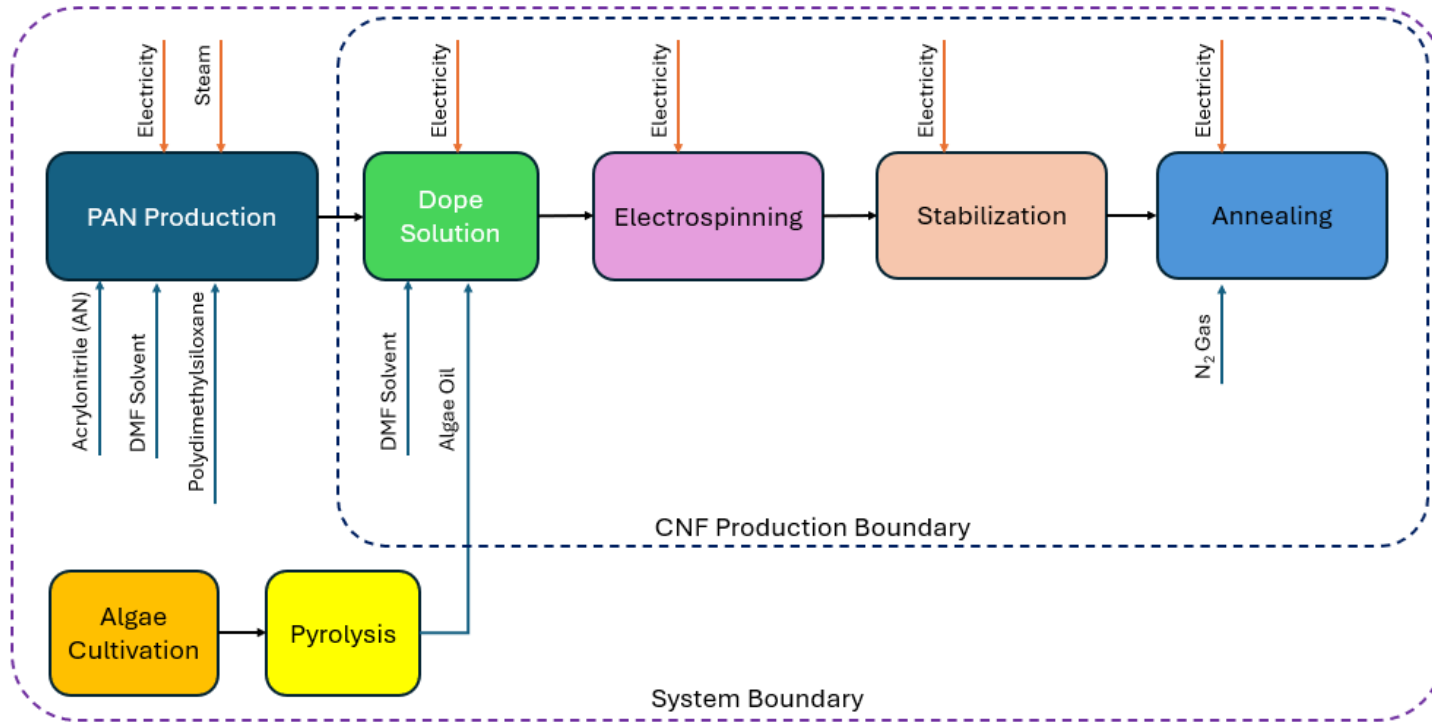 Electricity
Steam
Electricity
Electricity
Electricity
Electricity
PAN Production
Dope
Solution
Electrospinning
Stabilization
Annealing
Acrylonitrile (AN)
DMF Solvent
Polydimethylsiloxane
DMF Solvent
Algae Oil
N₂ Gas
CNF Production Boundary
Algae
Cultivation
Pyrolysis
System Boundary